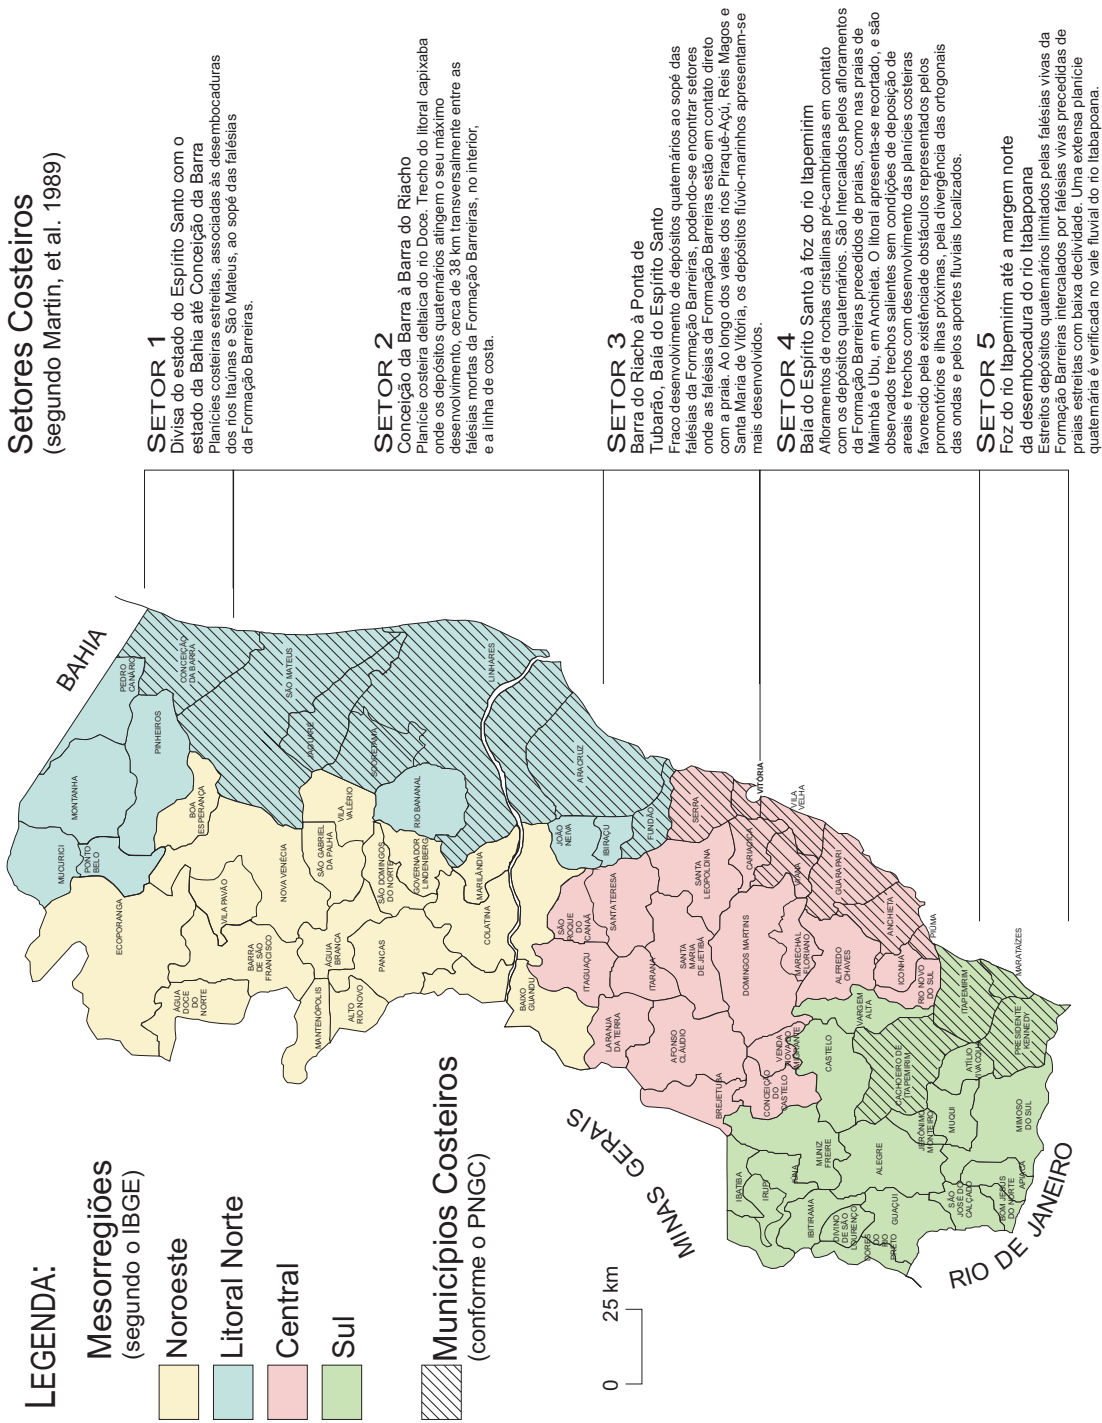 LEGENDA:
Mesorregiões
(segundo o IBGE)
Noroeste
Litoral Norte
Central
Sul
Municípios Costeiros
(conforme o PNGC)
0
25 km
BAHIA
MINAS GERAIS
RIO DE JANEIRO
MUCURICI
MONTANHA
PONTO
BELO
PINHEIROS
PEDRO
CANÁRIO
CONCEIÇÃO
DA BARRA
ECOPORANGA
BOA
ESPERANÇA
VILA PAVÃO
NOVA VENÉCIA
SÃO MATEUS
ÁGUA
DOCE
DO
NORTE
BARRA
DE SÃO
FRANCISCO
ÁGUIA
BRANCA
SÃO GABRIEL
DA PALHA
VILA
VALÉRIO
JAGUARÉ
SOORETAMA
MANTENÓPOLIS
ALTO
RIO NOVO
PANCAS
SÃO DOMINGOS
DO NORTE
GOVERNADOR
LINDENBERG
RIO BANANAL
LINHARES
COLATINA
MARILÂNDIA
BAIXO
GUANDU
JOÃO
NEIVA
IBIRAÇU
ARACRUZ
FUNDÃO
ITAGUAÇU
SÃO
ROQUE
DO
CANAÃ
SANTA TERESA
LARANJA
DA TERRA
ITARANA
SANTA
MARIA
DE JETIBÁ
SANTA
LEOPOLDINA
SERRA
AFONSO
CLÁUDIO
BREJETUBA
DOMINGOS MARTINS
CARIACICA
VITÓRIA
VILA
VELHA
VIANA
CONCEIÇÃO
DO
CASTELO
VENDA
NOVA DO
IMIGRANTE
MARECHAL
FLORIANO
GUARAPARI
ALFREDO
CHAVES
ANCHIETA
ICONHA
PIUMA
RIO NOVO
DO SUL
VARGEM
ALTA
CASTELO
IBATIBA
IRUPI
IÚNA
MUNIZ
FREIRE
IBITIRAMA
DIVINO
DE SÃO
LOURENÇO
DORES
DO
RIO
PRETO
GUAÇUI
ALEGRE
CACHOEIRO DE
ITAPEMIRIM
JERÔNIMO
MONTEIRO
MUQUI
ATÍLIO
VIVACQUA
ITAPEMIRIM
MARATAÍZES
PRESIDENTE
KENNEDY
MIMOSO
DO SUL
SÃO
JOSÉ DO
CALÇADO
BOM JESUS
DO NORTE
APIACÁ
Setores Costeiros
(segundo Martin, et al. 1989)
SETOR 1
Divisa do estado do Espírito Santo com o
estado da Bahia até Conceição da Barra
Planícies costeiras estreitas, associadas às desembocaduras
dos rios Itaúnas e São Mateus, ao sopé das falésias
da Formação Barreiras.
SETOR 2
Conceição da Barra à Barra do Riacho
Planície costeira deltaica do rio Doce. Trecho do litoral capixaba
onde os depósitos quaternários atingem o seu máximo
desenvolvimento, cerca de 38 km transversalmente entre as
falésias mortas da Formação Barreiras, no interior,
e a linha de costa.
SETOR 3
Barra do Riacho à Ponta de
Tubarão, Baía do Espírito Santo
Fraco desenvolvimento de depósitos quaternários ao sopé das
falésias da Formação Barreiras, podendo-se encontrar setores
onde as falésias da Formação Barreiras estão em contato direto
com a praia. Ao longo dos vales dos rios Piraquê-Açú, Reis Magos e
Santa Maria de Vitória, os depósitos flúvio-marinhos apresentam-se
mais desenvolvidos.
SETOR 4
Baía do Espírito Santo à foz do rio Itapemirim
Afloramentos de rochas cristalinas pré-cambrianas em contato
com os depósitos quaternários. São Intercalados pelos afloramentos
da Formação Barreiras precedidos de praias, como nas praias de
Maimbá e Ubu, em Anchieta. O litoral apresenta-se recortado, e são
observados trechos salientes sem condições de deposição de
areais e trechos com desenvolvimento das planícies costeiras
favorecido pela existênciade obstáculos representados pelos
promontórios e ilhas próximas, pela divergência das ortogonais
das ondas e pelos aportes fluviais localizados.
SETOR 5
Foz do rio Itapemirim até a margem norte
da desembocadura do rio Itabapoana
Estreitos depósitos quaternários limitados pelas falésias vivas da
Formação Barreiras intercalados por falésias vivas precedidas de
praias estreitas com baixa declividade. Uma extensa planície
quaternária é verificada no vale fluvial do rio Itabapoana.